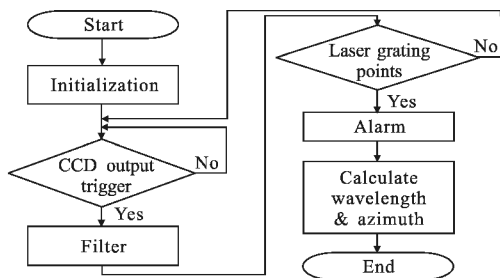 Start
Initialization
CCD output
trigger
No
Yes
Filter
Laser grating
points
No
Yes
Alarm
Calculate
wavelength
& azimuth
End